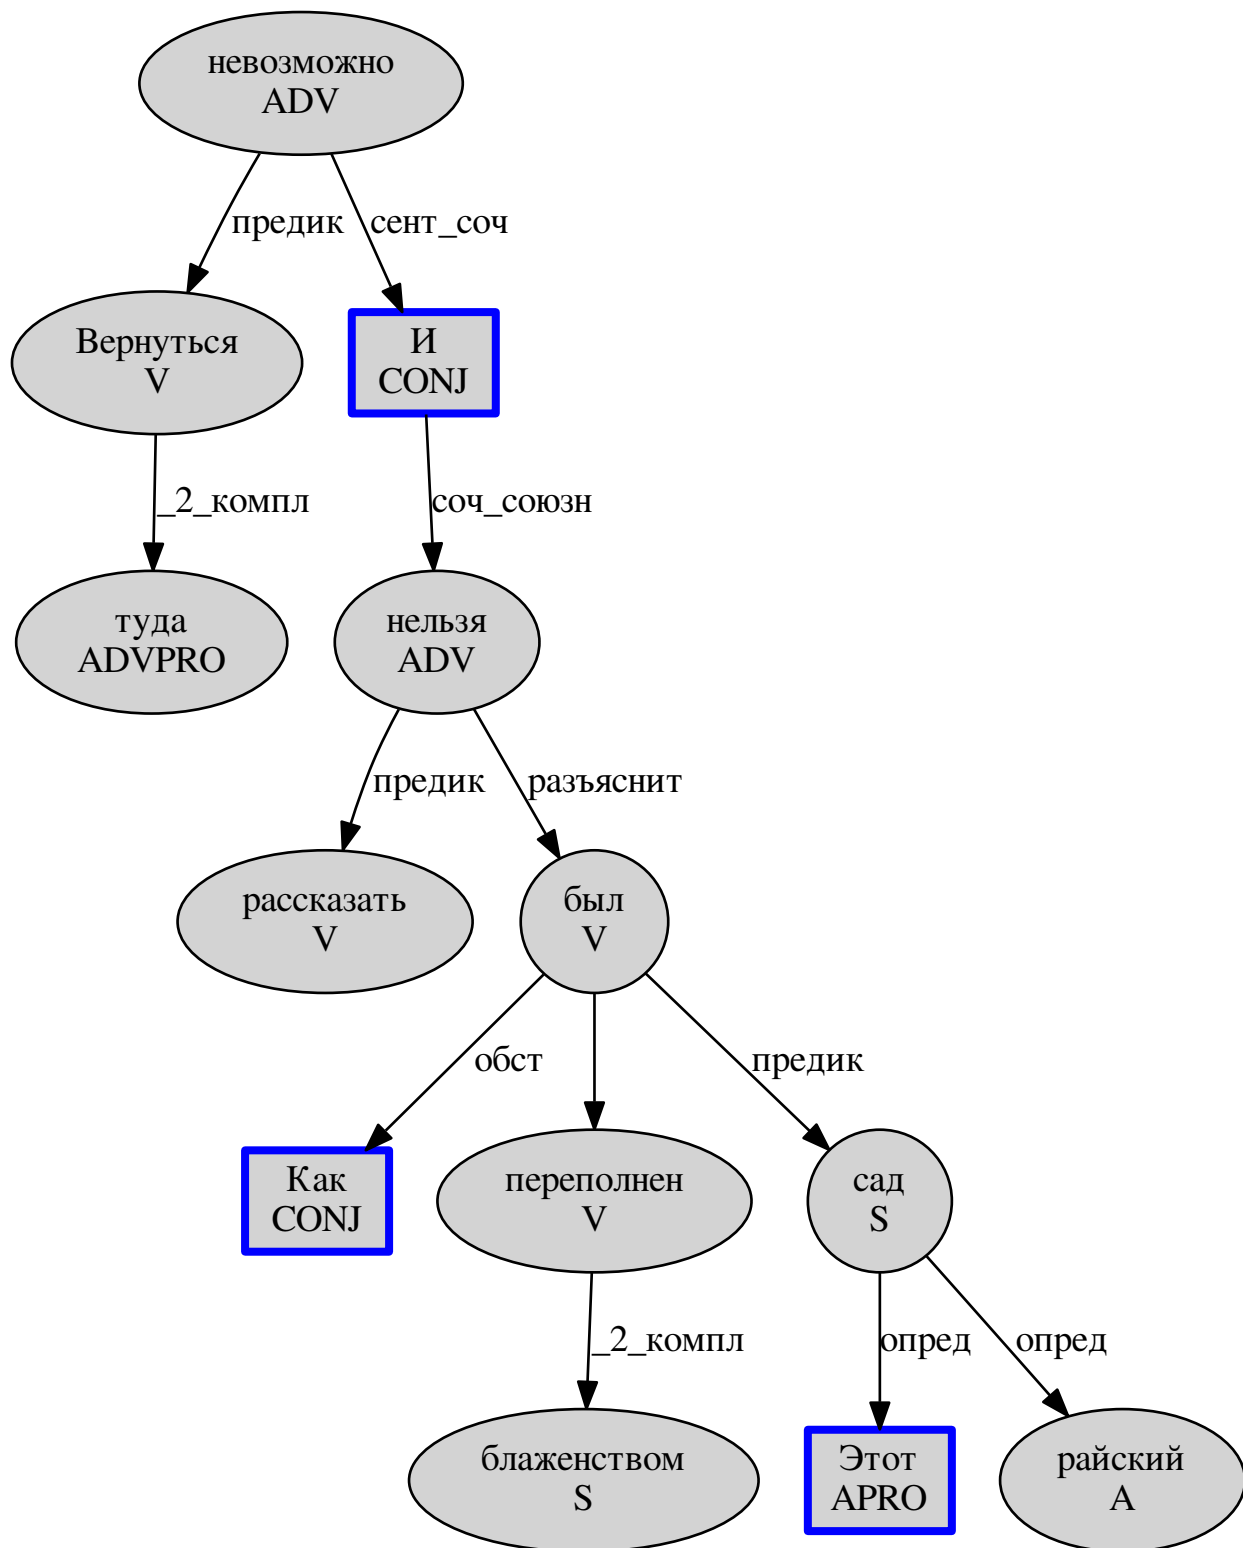 невозможно
ADV
предик
сент_соч
Вернуться
V
И
CONJ
_2_компл
соч_союзн
туда
ADVPRO
нельзя
ADV
предик
разъяснит
рассказать
V
был
V
обст
предик
Как
CONJ
переполнен
V
сад
S
_2_компл
опред
опред
блаженством
S
Этот
APRO
райский
A